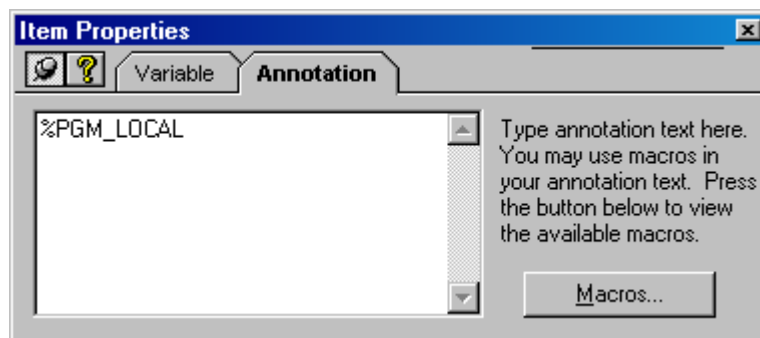 Item Properties
Variable
Annotation
%PGM_LOCAL
Type annotation text here.
You may use macros in
your annotation text. Press
the button below to view
the available macros.
Macros...